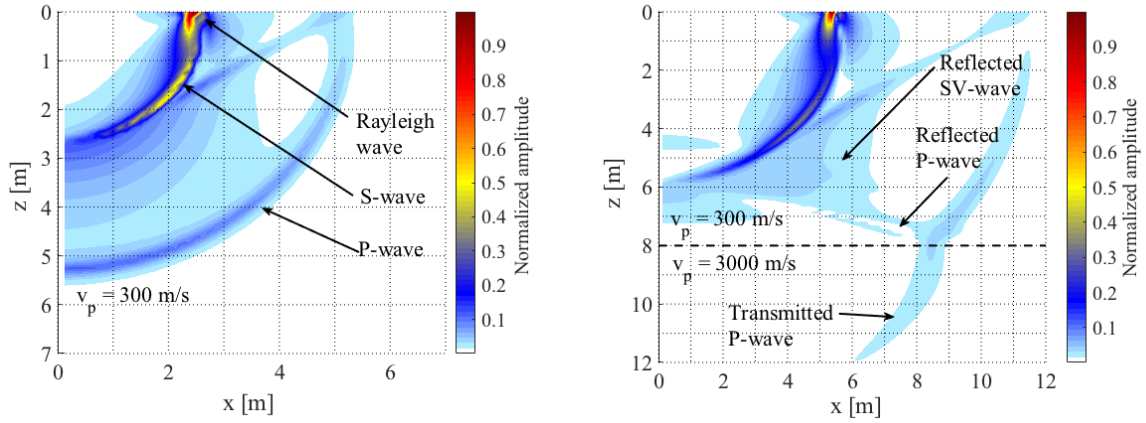 0
1
2
3
4
5
6
7
z [m]
0
2
4
6
x [m]
Rayleigh
wave
S-wave
P-wave
v_p = 300 m/s
0.9
0.8
0.7
0.6
0.5
0.4
0.3
0.2
0.1
Normalized amplitude
0
2
4
6
8
10
12
z [m]
0
2
4
6
8
10
12
x [m]
Reflected
SV-wave
Reflected
P-wave
v_p = 300 m/s
v_p = 3000 m/s
Transmitted
P-wave
0.9
0.8
0.7
0.6
0.5
0.4
0.3
0.2
0.1
Normalized amplitude